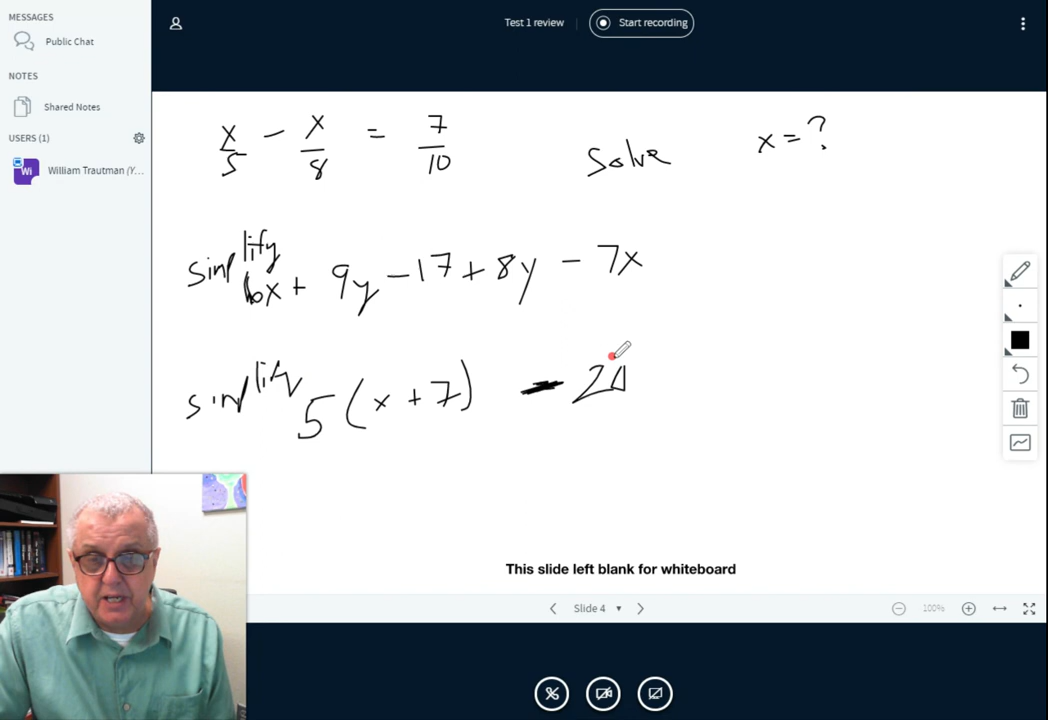 MESSAGES
Public Chat
NOTES
Shared Notes
USERS (1)
Wi William Trautman (Y...
Test 1 review
Start recording
x/5 - x/8 = 7/10 Solve x = ?
simplify 6x + 9y - 17 + 8y - 7x
simplify 5(x + 7) - 24
This slide left blank for whiteboard
Slide 4
100%